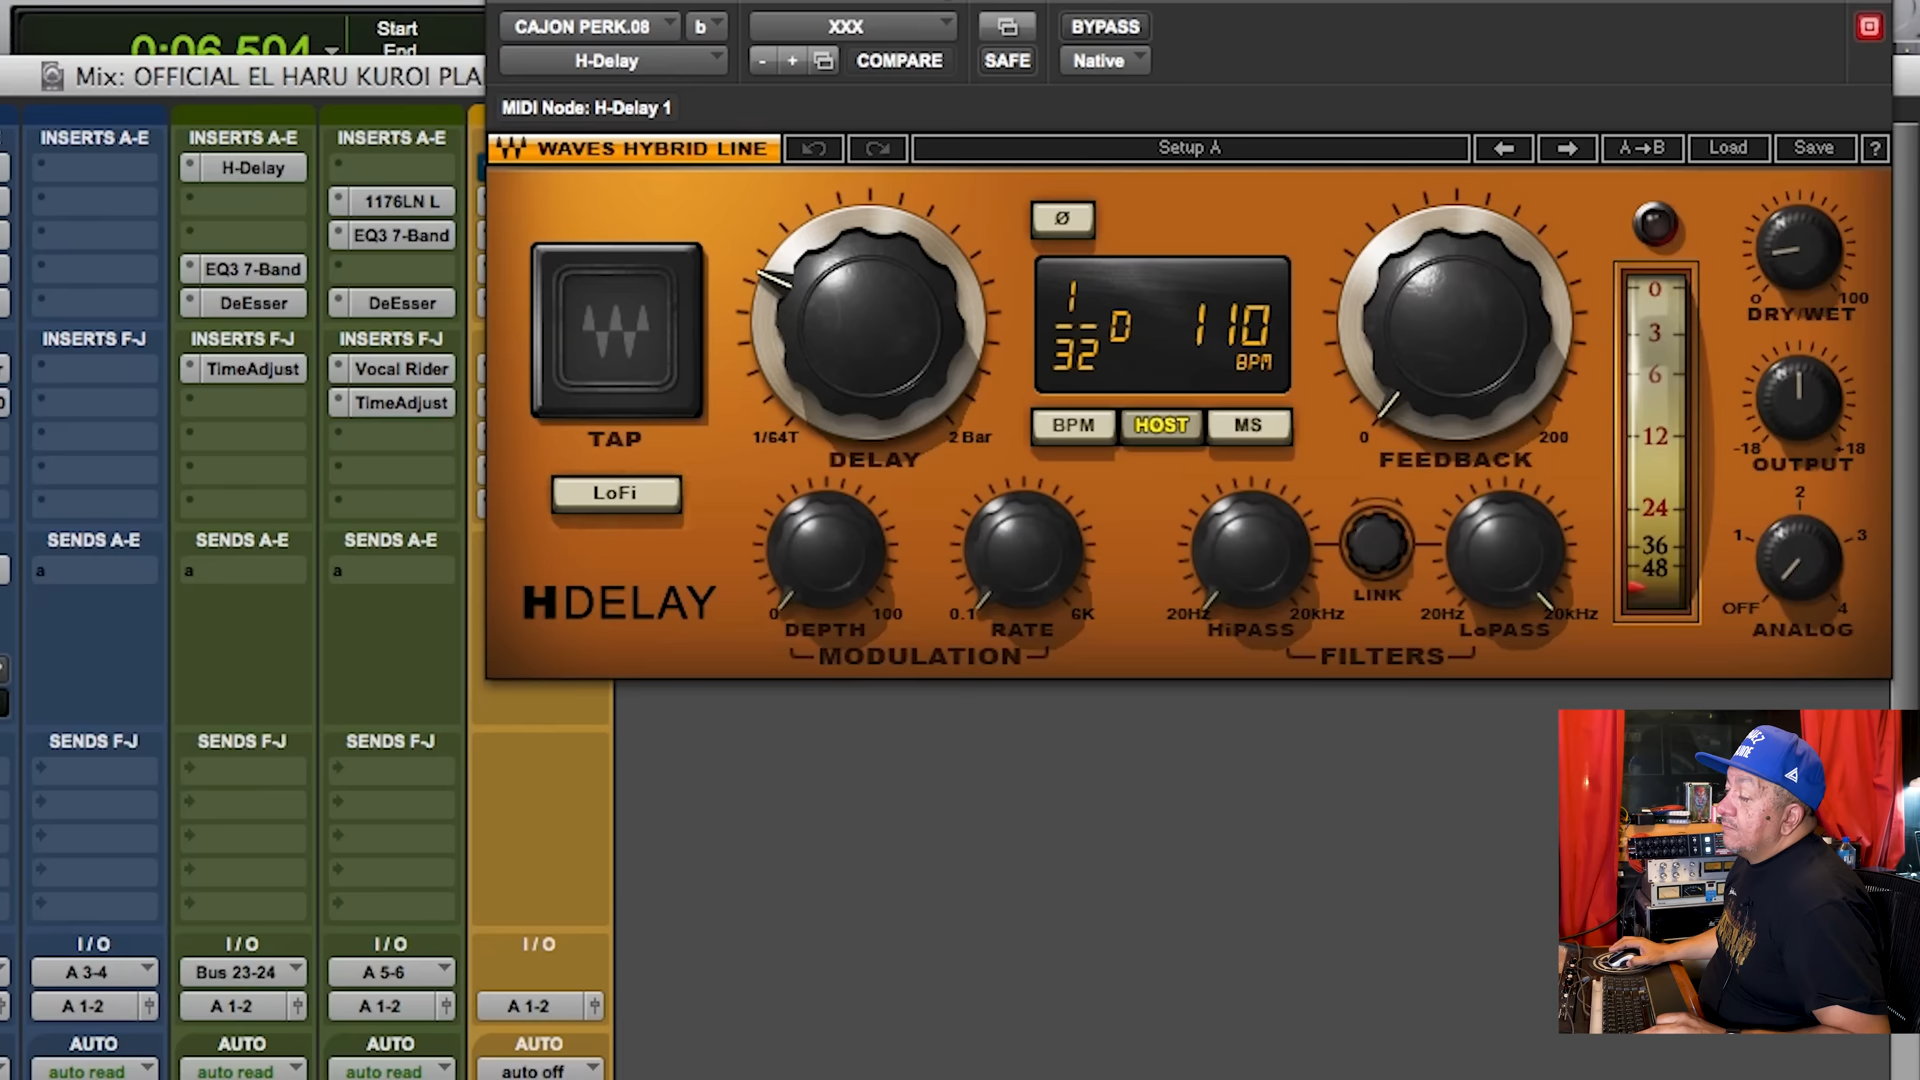 0:06.504
Start
End
Mix: OFFICIAL EL HARU KUROI PLA
CAJON PERK.08
b
XXX
BYPASS
H-Delay
-
+
COMPARE
SAFE
Native
MIDI Node: H-Delay 1
WAVES HYBRID LINE
Setup A
A→B
Load
Save
?
INSERTS A-E
INSERTS A-E
INSERTS A-E
H-Delay
1176LN L
EQ3 7-Band
EQ3 7-Band
DeEsser
DeEsser
INSERTS F-J
INSERTS F-J
INSERTS F-J
TimeAdjust
Vocal Rider
TimeAdjust
SENDS A-E
SENDS A-E
SENDS A-E
a
a
a
SENDS F-J
SENDS F-J
SENDS F-J
I / O
I / O
I / O
I / O
A 3-4
Bus 23-24
A 5-6
A 1-2
A 1-2
A 1-2
A 1-2
AUTO
AUTO
AUTO
AUTO
auto read
auto read
auto read
auto off
TAP
LoFi
H DELAY
1/64T
2 Bar
DELAY
Ø
1
32
D
110
BPM
BPM
HOST
MS
0
200
FEEDBACK
0
100
DEPTH
0.1
6K
RATE
MODULATION
20Hz
20kHz
HiPASS
LINK
20Hz
20kHz
LoPASS
FILTERS
0
3
6
12
24
36
48
0
100
DRY/WET
-18
+18
OUTPUT
OFF
1
2
3
4
ANALOG